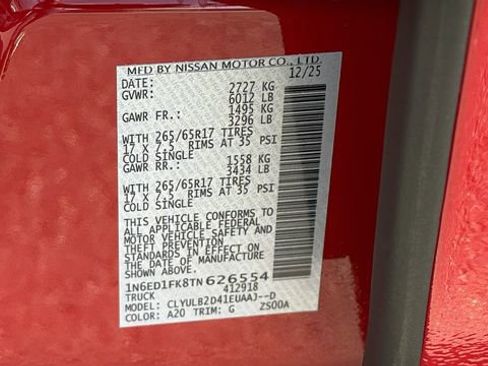 MFD BY NISSAN MOTOR CO., LTD.
DATE: 12/25
GVWR: 2727 KG
6012 LB
GAWR FR.: 1495 KG
3296 LB
WITH 265/65R17 TIRES
17 X 7.5 RIMS AT 35 PSI
COLD SINGLE
GAWR RR.: 1558 KG
3434 LB
WITH 265/65R17 TIRES
17 X 7.5 RIMS AT 35 PSI
COLD SINGLE
THIS VEHICLE CONFORMS TO
ALL APPLICABLE FEDERAL
MOTOR VEHICLE SAFETY AND
THEFT PREVENTION
STANDARDS IN EFFECT ON
THE DATE OF MANUFACTURE
SHOWN ABOVE.
1N6ED1FK8TN626554
TRUCK 412918
MODEL: CLYULB2D41EUAAJ--D
COLOR: A20 TRIM: G ZS00A